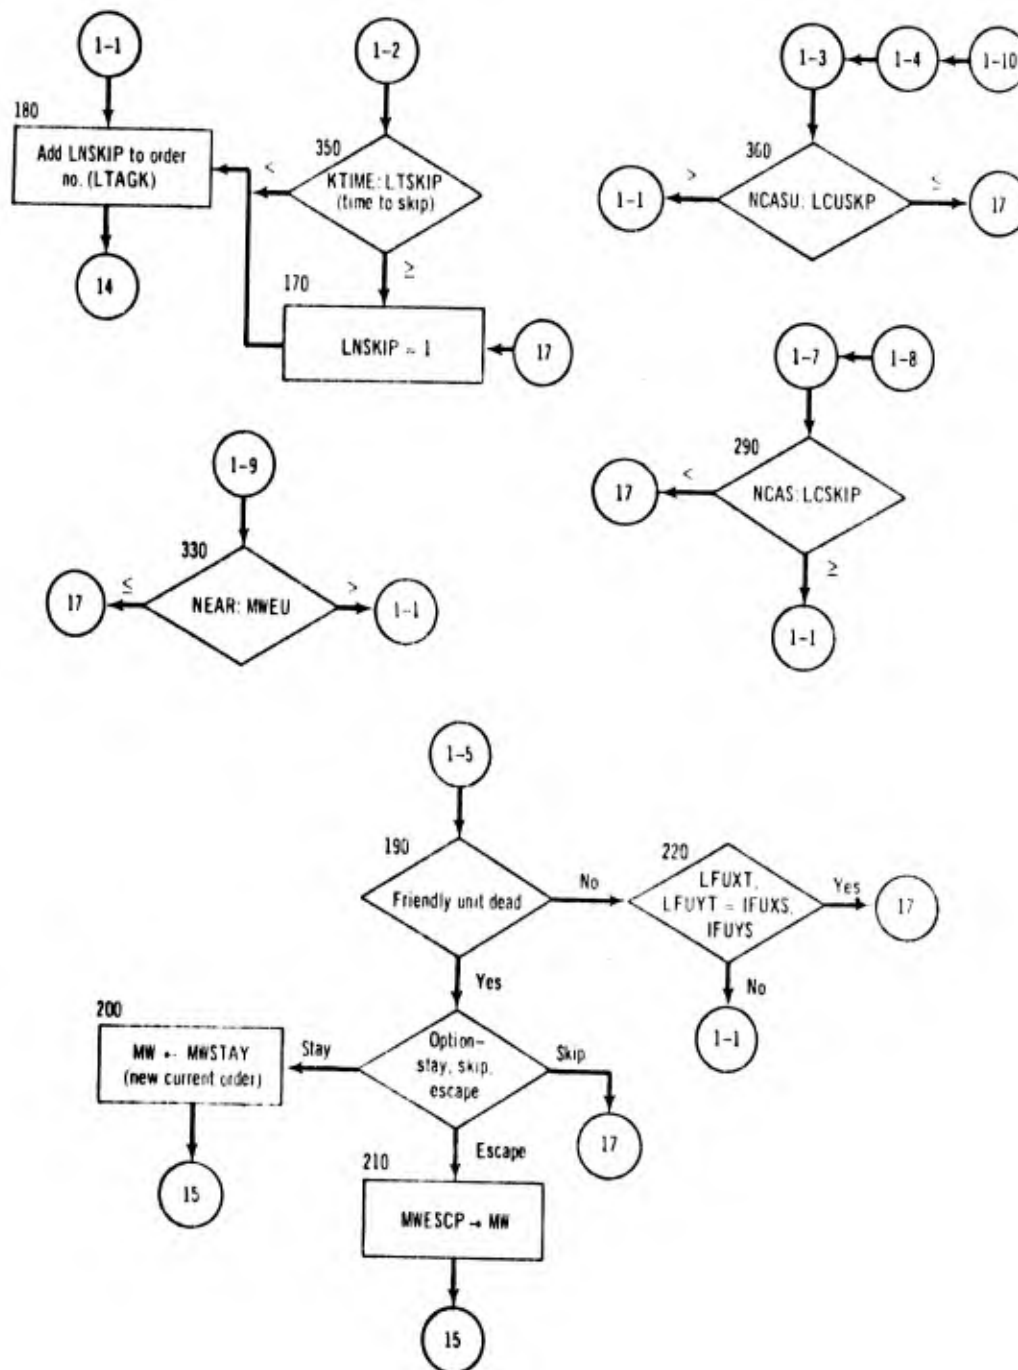 1-1
180
Add LNSKIP to order
no. (LTAGK)
14
1-2
350
KTIME: LTSKIP
(time to skip)
<
≥
170
LNSKIP = 1
17
1-3
1-4
1-10
360
NCASU: LCUSKP
>
1-1
≤
17
1-7
1-8
290
NCAS: LCSKIP
<
17
≥
1-1
1-9
330
NEAR: MWEU
≤
17
>
1-1
1-5
190
Friendly unit dead
No
220
LFUXT,
LFUYT = IFUXS,
IFUYS
Yes
17
No
1-1
Yes
Option-
stay, skip,
escape
Stay
200
MW ← MWSTAY
(new current order)
15
Skip
17
Escape
210
MWESCP → MW
15